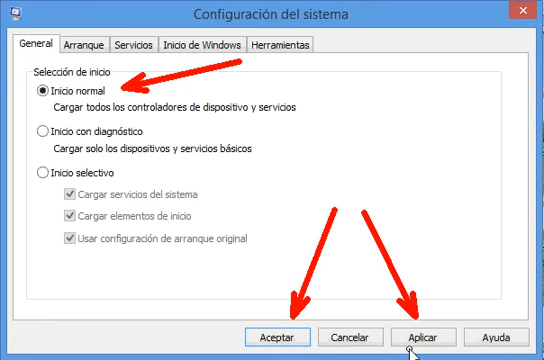 Configuración del sistema
General Arranque Servicios Inicio de Windows Herramientas
Selección de inicio
Inicio normal
Cargar todos los controladores de dispositivo y servicios
Inicio con diagnóstico
Cargar solo los dispositivos y servicios básicos
Inicio selectivo
Cargar servicios del sistema
Cargar elementos de inicio
Usar configuración de arranque original
Aceptar Cancelar Aplicar Ayuda